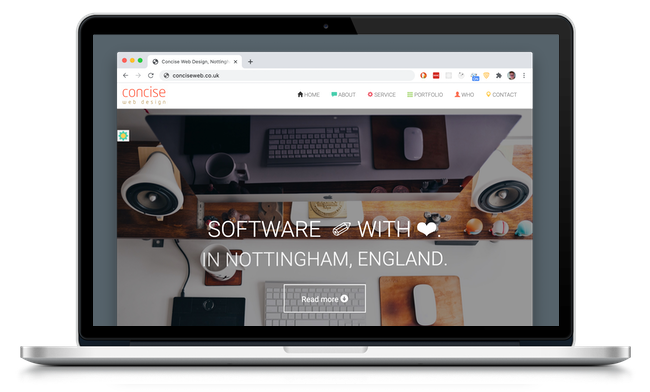 Concise Web Design, Nottingh
conciseweb.co.uk
concise
web design
HOME
ABOUT
SERVICE
PORTFOLIO
WHO
CONTACT
SOFTWARE WITH ❤.
IN NOTTINGHAM, ENGLAND.
Read more